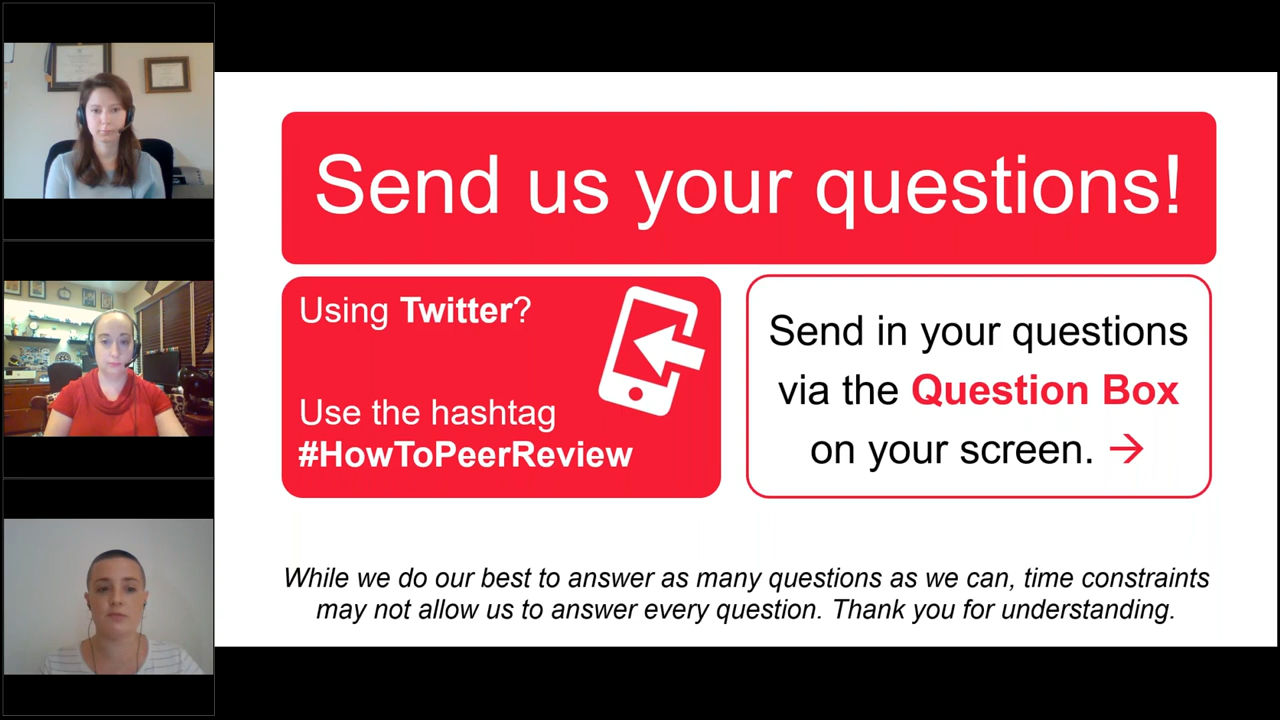 Send us your questions!
Using Twitter?
Use the hashtag
#HowToPeerReview
Send in your questions
via the Question Box
on your screen. →
While we do our best to answer as many questions as we can, time constraints
may not allow us to answer every question. Thank you for understanding.